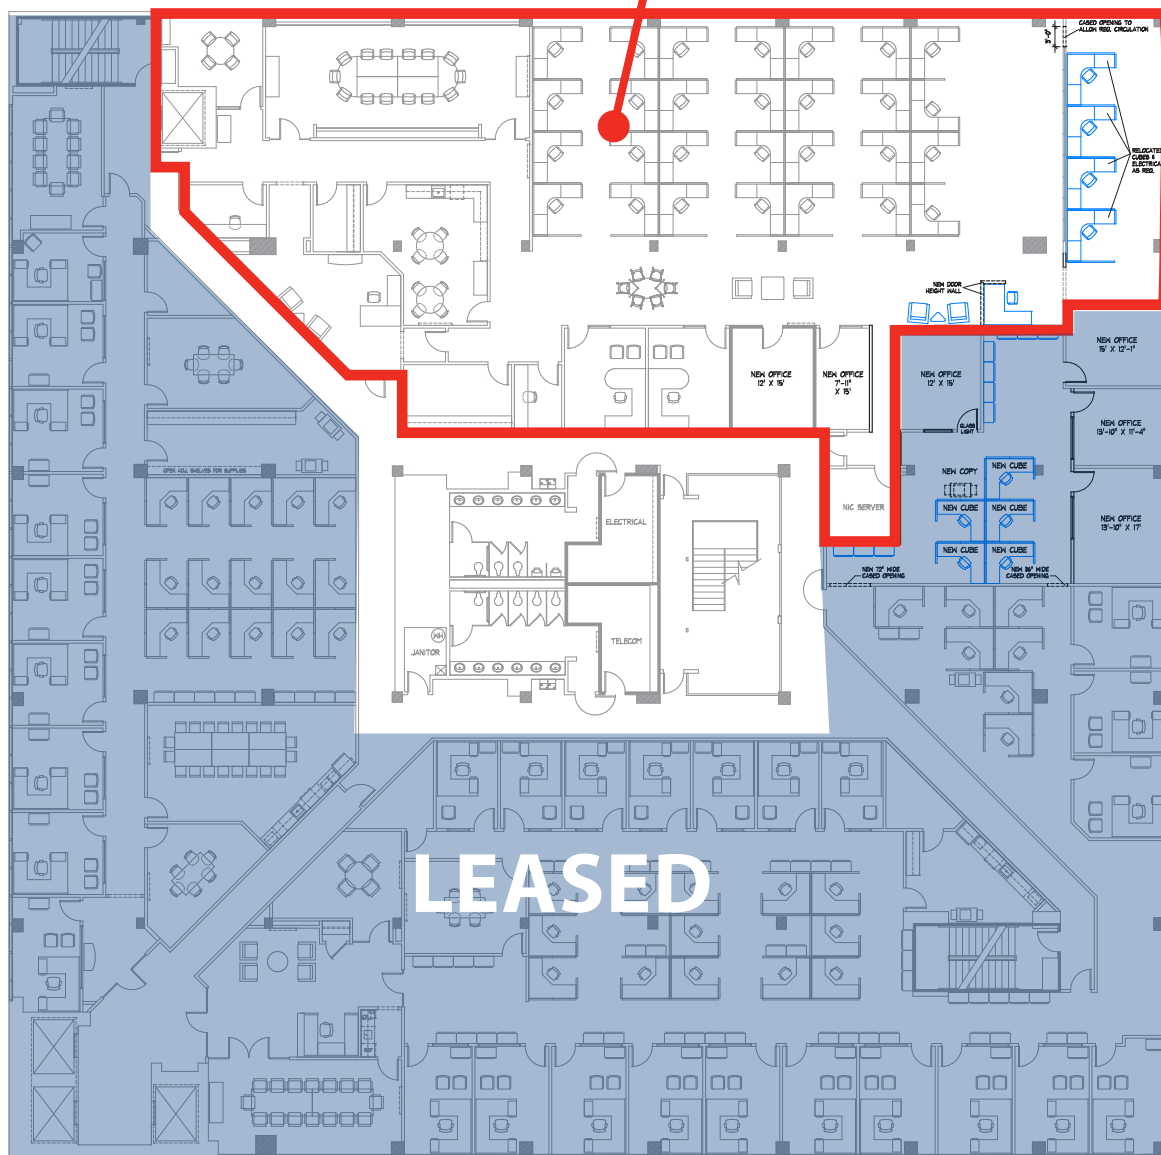 CASED OPENING TO
ALLOW REQ. CIRCULATION
3'-0"
RELOCATED
CUBES &
ELECTRICAL
AS REQ.
NEW DOOR
HEIGHT WALL
NEW OFFICE
12' X 15'
NEW OFFICE
7'-11"
X 15'
NEW OFFICE
12' X 15'
NEW OFFICE
15' X 12'-1"
GLASS
LIGHT
NEW OFFICE
13'-10" X 11'-4"
OPEN ADJ. SHELVES FOR SUPPLIES
NEW COPY
NEW CUBE
NEW CUBE
NEW CUBE
NIC SERVER
ELECTRICAL
NEW OFFICE
13'-10" X 17'
NEW CUBE
NEW CUBE
NEW 72" WIDE
CASED OPENING
NEW 36" WIDE
CASED OPENING
TELECOM
WH
JANITOR
LEASED
REF